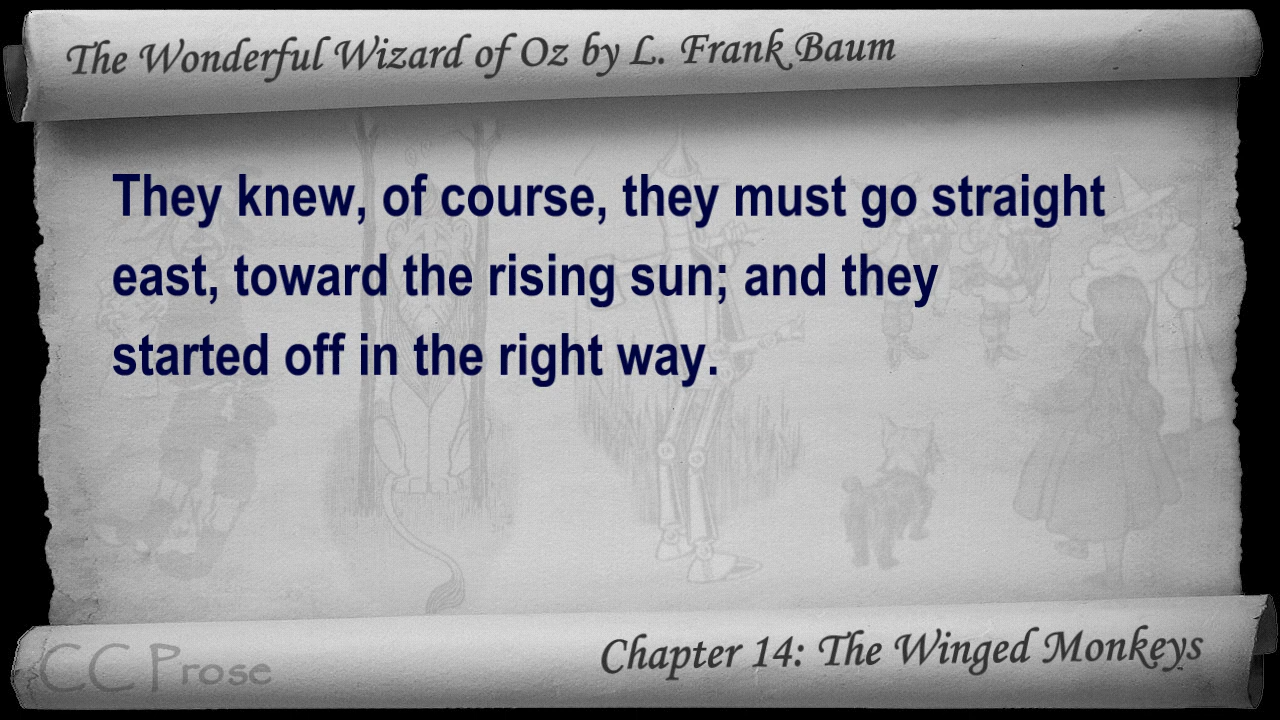 The Wonderful Wizard of Oz by L. Frank Baum
They knew, of course, they must go straight
east, toward the rising sun; and they
started off in the right way.
CC Prose
Chapter 14: The Winged Monkeys